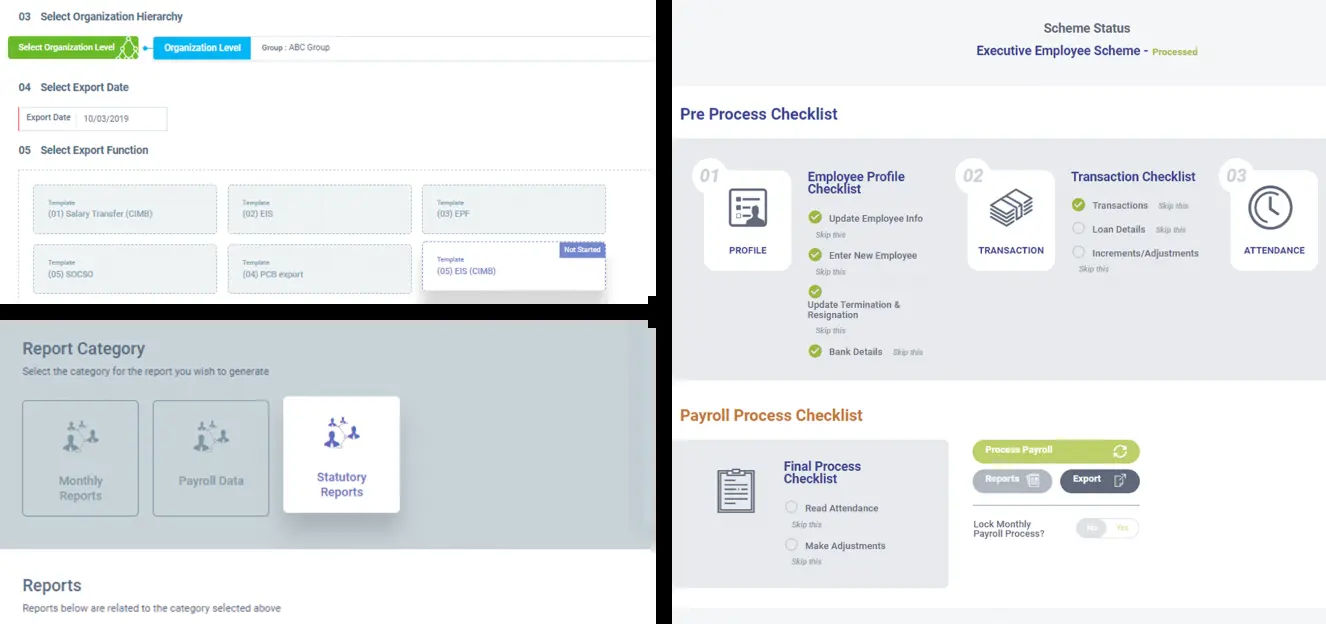 03 Select Organization Hierarchy
Select Organization Level
Organization Level
Group : ABC Group
04 Select Export Date
Export Date 10/03/2019
05 Select Export Function
Template
(01) Salary Transfer (CIMB)
Template
(02) EIS
Template
(03) EPF
Template
(05) SOCSO
Template
(04) PCB export
Not Started
Template
(05) EIS (CIMB)
Report Category
Select the category for the report you wish to generate
Monthly
Reports
Payroll Data
Statutory
Reports
Reports
Reports below are related to the category selected above
Scheme Status
Executive Employee Scheme - Processed
Pre Process Checklist
01
PROFILE
Employee Profile
Checklist
Update Employee Info
Skip this
Enter New Employee
Skip this
Update Termination &
Resignation
Skip this
Bank Details Skip this
02
TRANSACTION
Transaction Checklist
Transactions Skip this
Loan Details Skip this
Increments/Adjustments
Skip this
03
ATTENDANCE
Payroll Process Checklist
Final Process
Checklist
Read Attendance
Skip this
Make Adjustments
Skip this
Process Payroll
Reports
Export
Lock Monthly
Payroll Process?
No Yes